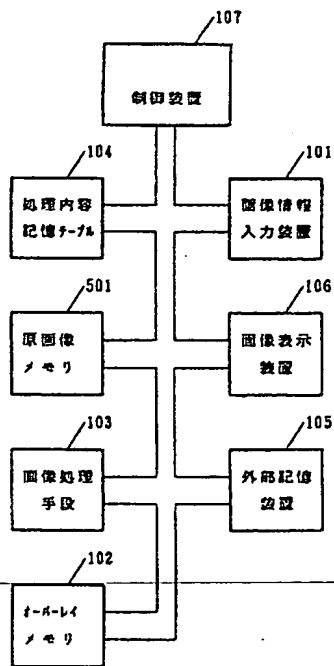 107
制御装置
104
処理内容
記憶テーブル
101
画像情報
入力装置
501
原画像
メモリ
106
画像表示
装置
103
画像処理
手段
105
外部記憶
装置
102
オーバーレイ
メモリ